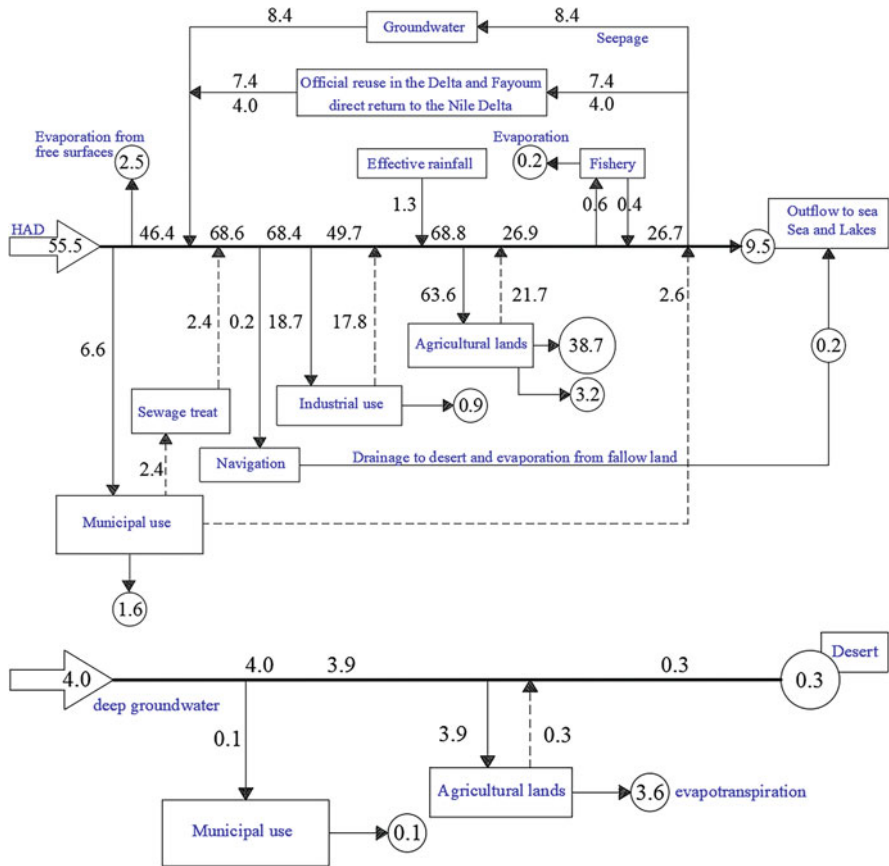 8.4
Groundwater
8.4
Seepage
7.4
Official reuse in the Delta and Fayoum
7.4
4.0
direct return to the Nile Delta
4.0
Evaporation from
free surfaces
2.5
Effective rainfall
Evaporation
0.2
Fishery
1.3
0.6
0.4
Outflow to sea
Sea and Lakes
HAD
55.5
46.4
68.6
68.4
49.7
68.8
26.9
26.7
9.5
6.6
2.4
0.2
18.7
17.8
63.6
21.7
2.6
Agricultural lands
38.7
0.2
3.2
Sewage treat
Industrial use
0.9
2.4
Navigation
Drainage to desert and evaporation from fallow land
Municipal use
1.6
4.0
4.0
3.9
0.3
Desert
0.3
deep groundwater
0.1
3.9
0.3
Agricultural lands
3.6
evapotranspiration
Municipal use
0.1